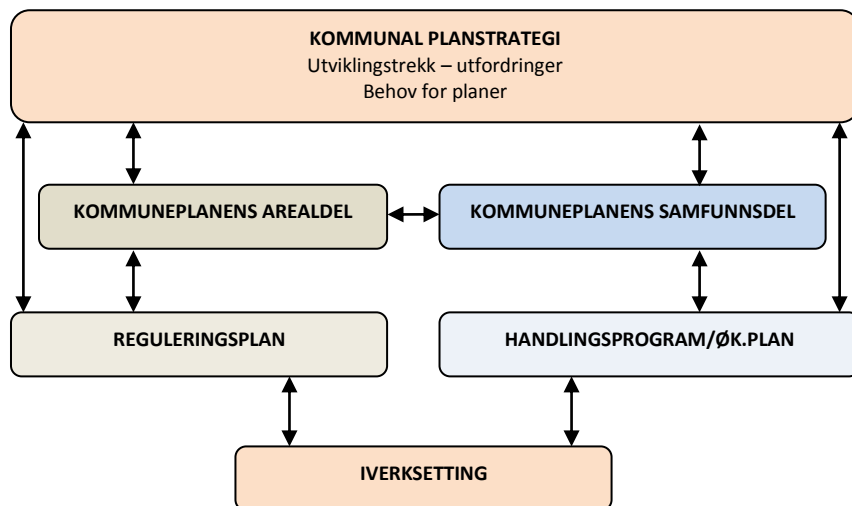 KOMMUNAL PLANSTRATEGI
Utviklingstrekk – utfordringer
Behov for planer
KOMMUNEPLANENS AREALDEL
KOMMUNEPLANENS SAMFUNNSDEL
REGULERINGSPLAN
HANDLINGSPROGRAM/ØK.PLAN
IVERKSETTING